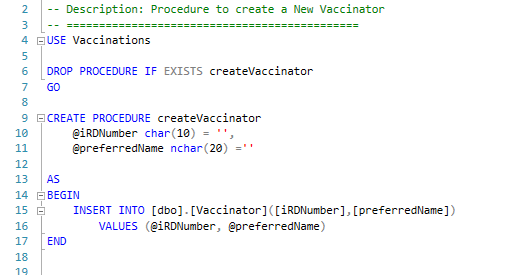 2 -- Description: Procedure to create a New Vaccinator
3 -- =============================================
4 USE Vaccinations
5
6 DROP PROCEDURE IF EXISTS createVaccinator
7 GO
8
9 CREATE PROCEDURE createVaccinator
10 @iRDNumber char(10) = '',
11 @preferredName nchar(20) =''
12
13 AS
14 BEGIN
15 INSERT INTO [dbo].[Vaccinator]([iRDNumber],[preferredName])
16 VALUES (@iRDNumber, @preferredName)
17 END
18
19